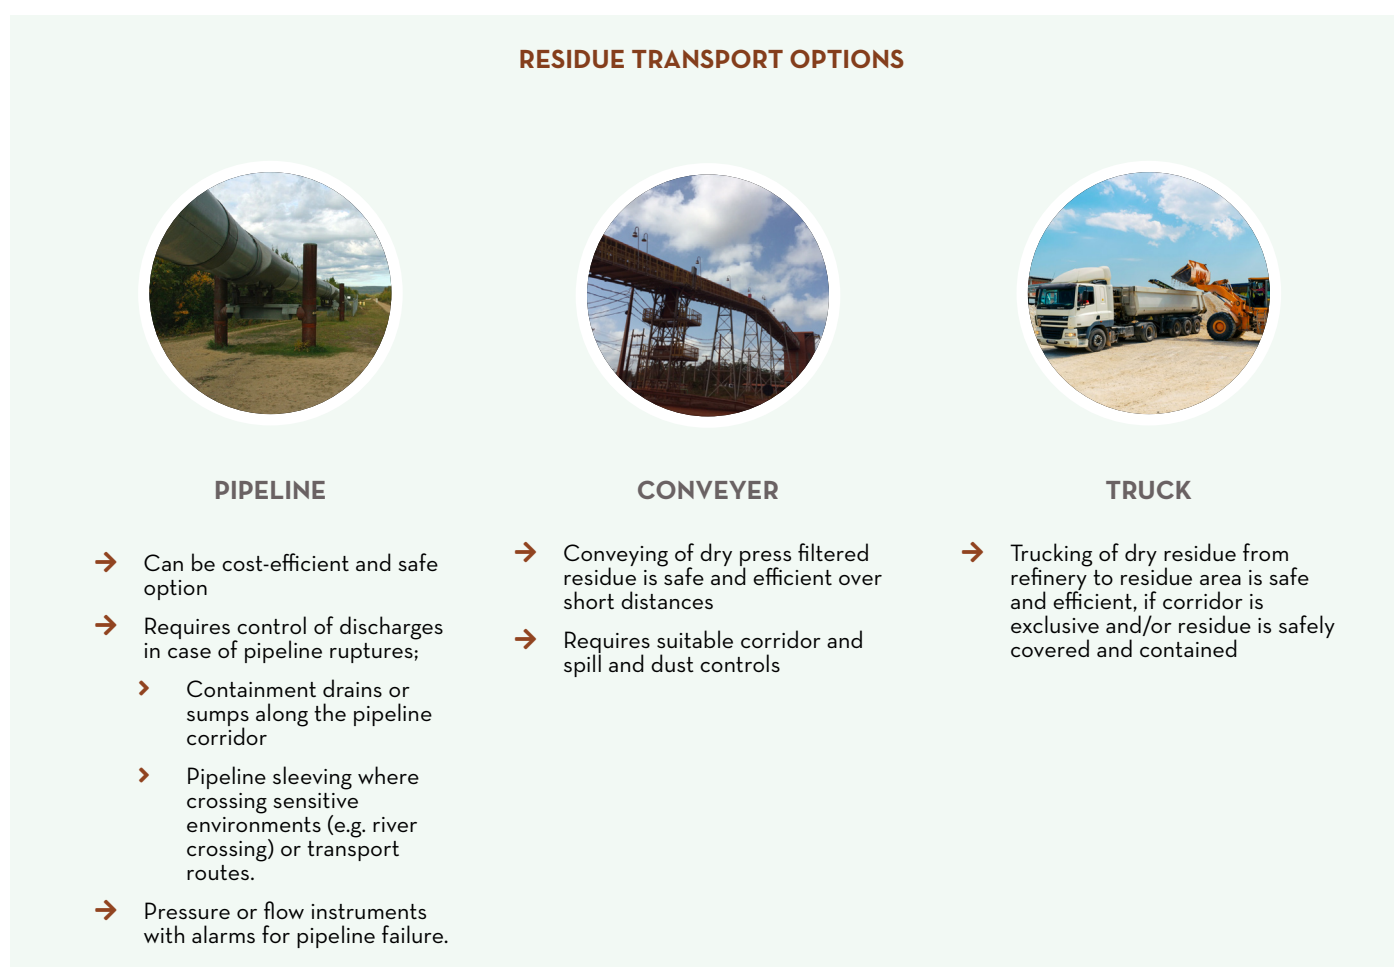 RESIDUE TRANSPORT OPTIONS
PIPELINE
Can be cost-efficient and safe
option
Requires control of discharges
in case of pipeline ruptures;
Containment drains or
sumps along the pipeline
corridor
Pipeline sleeving where
crossing sensitive
environments (e.g. river
crossing) or transport
routes.
Pressure or flow instruments
with alarms for pipeline failure.
CONVEYER
Conveying of dry press filtered
residue is safe and efficient over
short distances
Requires suitable corridor and
spill and dust controls
TRUCK
Trucking of dry residue from
refinery to residue area is safe
and efficient, if corridor is
exclusive and/or residue is safely
covered and contained